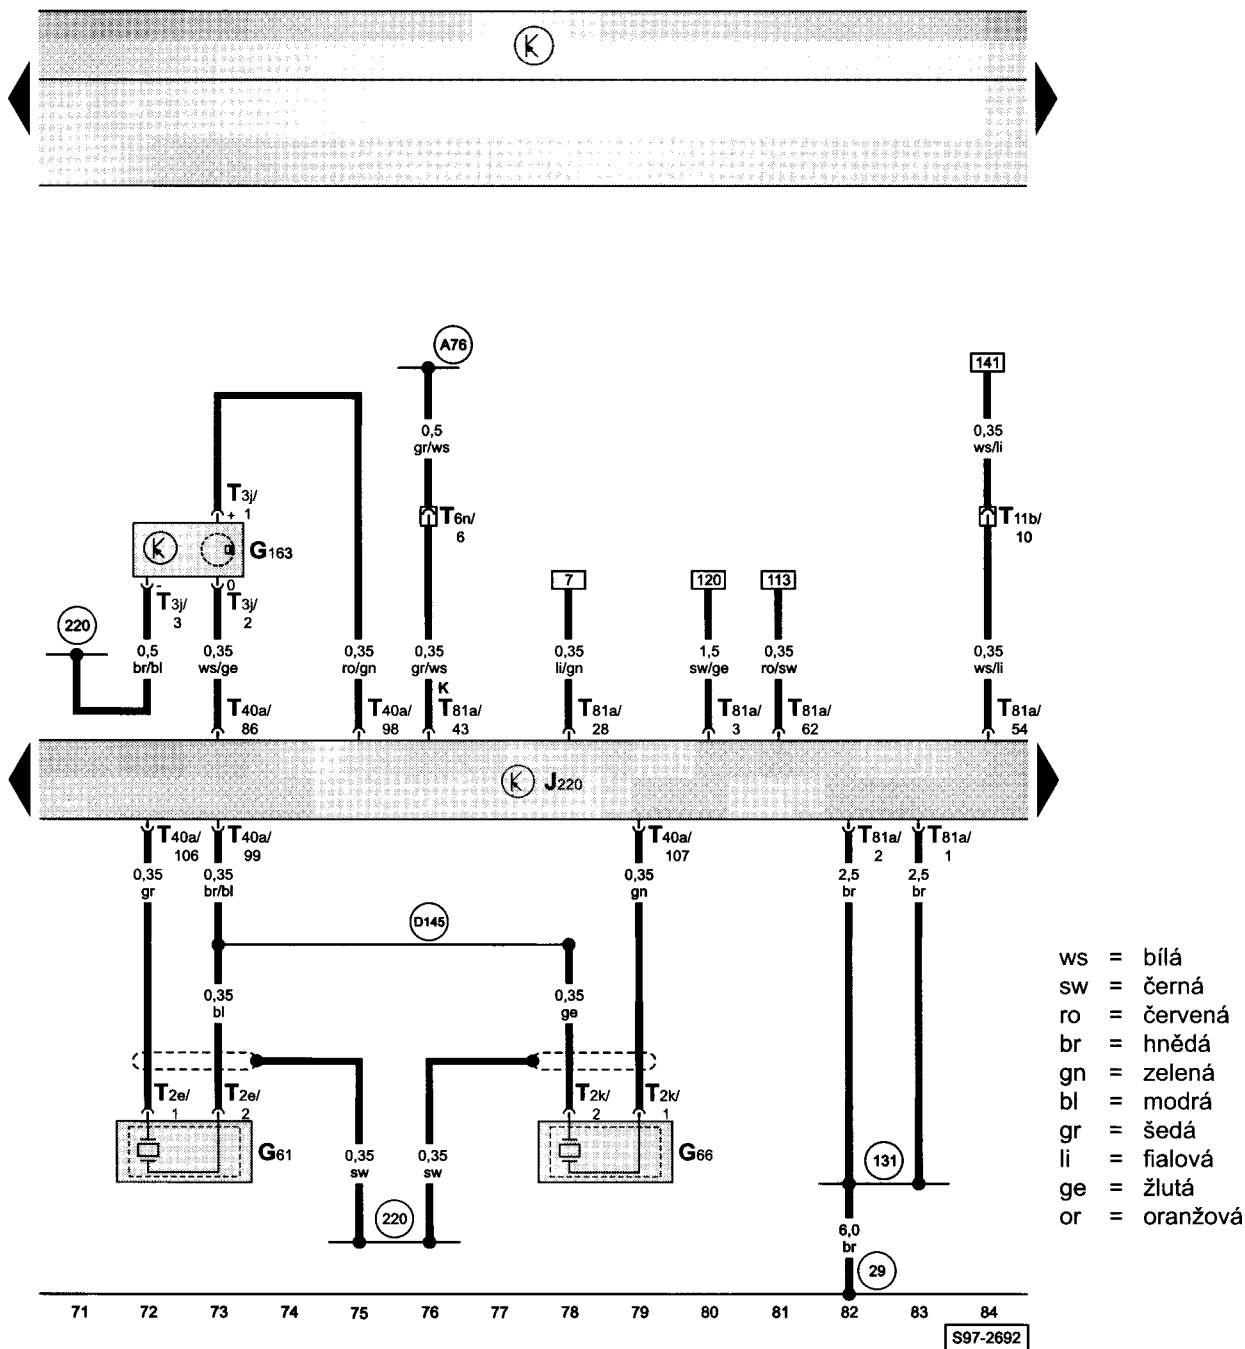 A76
141
0,5
gr/ws
0,35
ws/li
T3j/
+ 1
T6n/
6
T11b/
10
G163
- 0
T3j/
3
T3j/
2
7
120
113
220
0,5
br/bl
0,35
ws/ge
0,35
ro/gn
0,35
gr/ws
K
0,35
li/gn
1,5
sw/ge
0,35
ro/sw
0,35
ws/li
T40a/
86
T40a/
98
T81a/
43
T81a/
28
T81a/
3
T81a/
62
T81a/
54
J220
T40a/
106
T40a/
99
T40a/
107
T81a/
2
T81a/
1
0,35
gr
0,35
br/bl
0,35
gn
2,5
br
2,5
br
D145
0,35
bl
0,35
ge
ws = bílá
sw = černá
ro = červená
br = hnědá
gn = zelená
bl = modrá
gr = šedá
li = fialová
ge = žlutá
or = oranžová
T2e/
1
T2e/
2
T2k/
2
T2k/
1
G61
0,35
sw
0,35
sw
G66
131
220
6,0
br
29
71 72 73 74 75 76 77 78 79 80 81 82 83 84
S97-2692